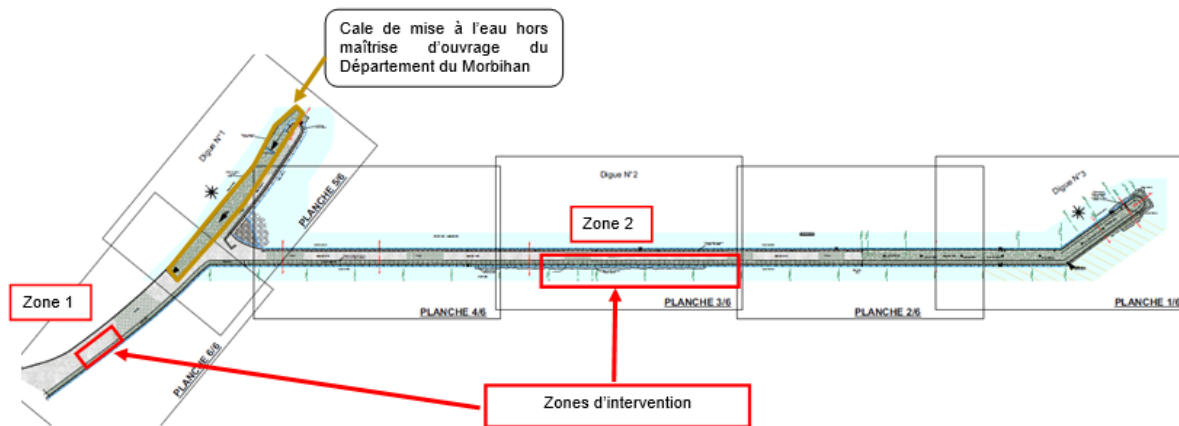 Cale de mise à l'eau hors
maîtrise d'ouvrage du
Département du Morbihan
Digue N°1
PLANCHE 5/6
Digue N°2
Digue N°3
Zone 2
Zone 1
PLANCHE 6/6
PLANCHE 4/6
PLANCHE 3/6
PLANCHE 2/6
PLANCHE 1/6
Zones d'intervention